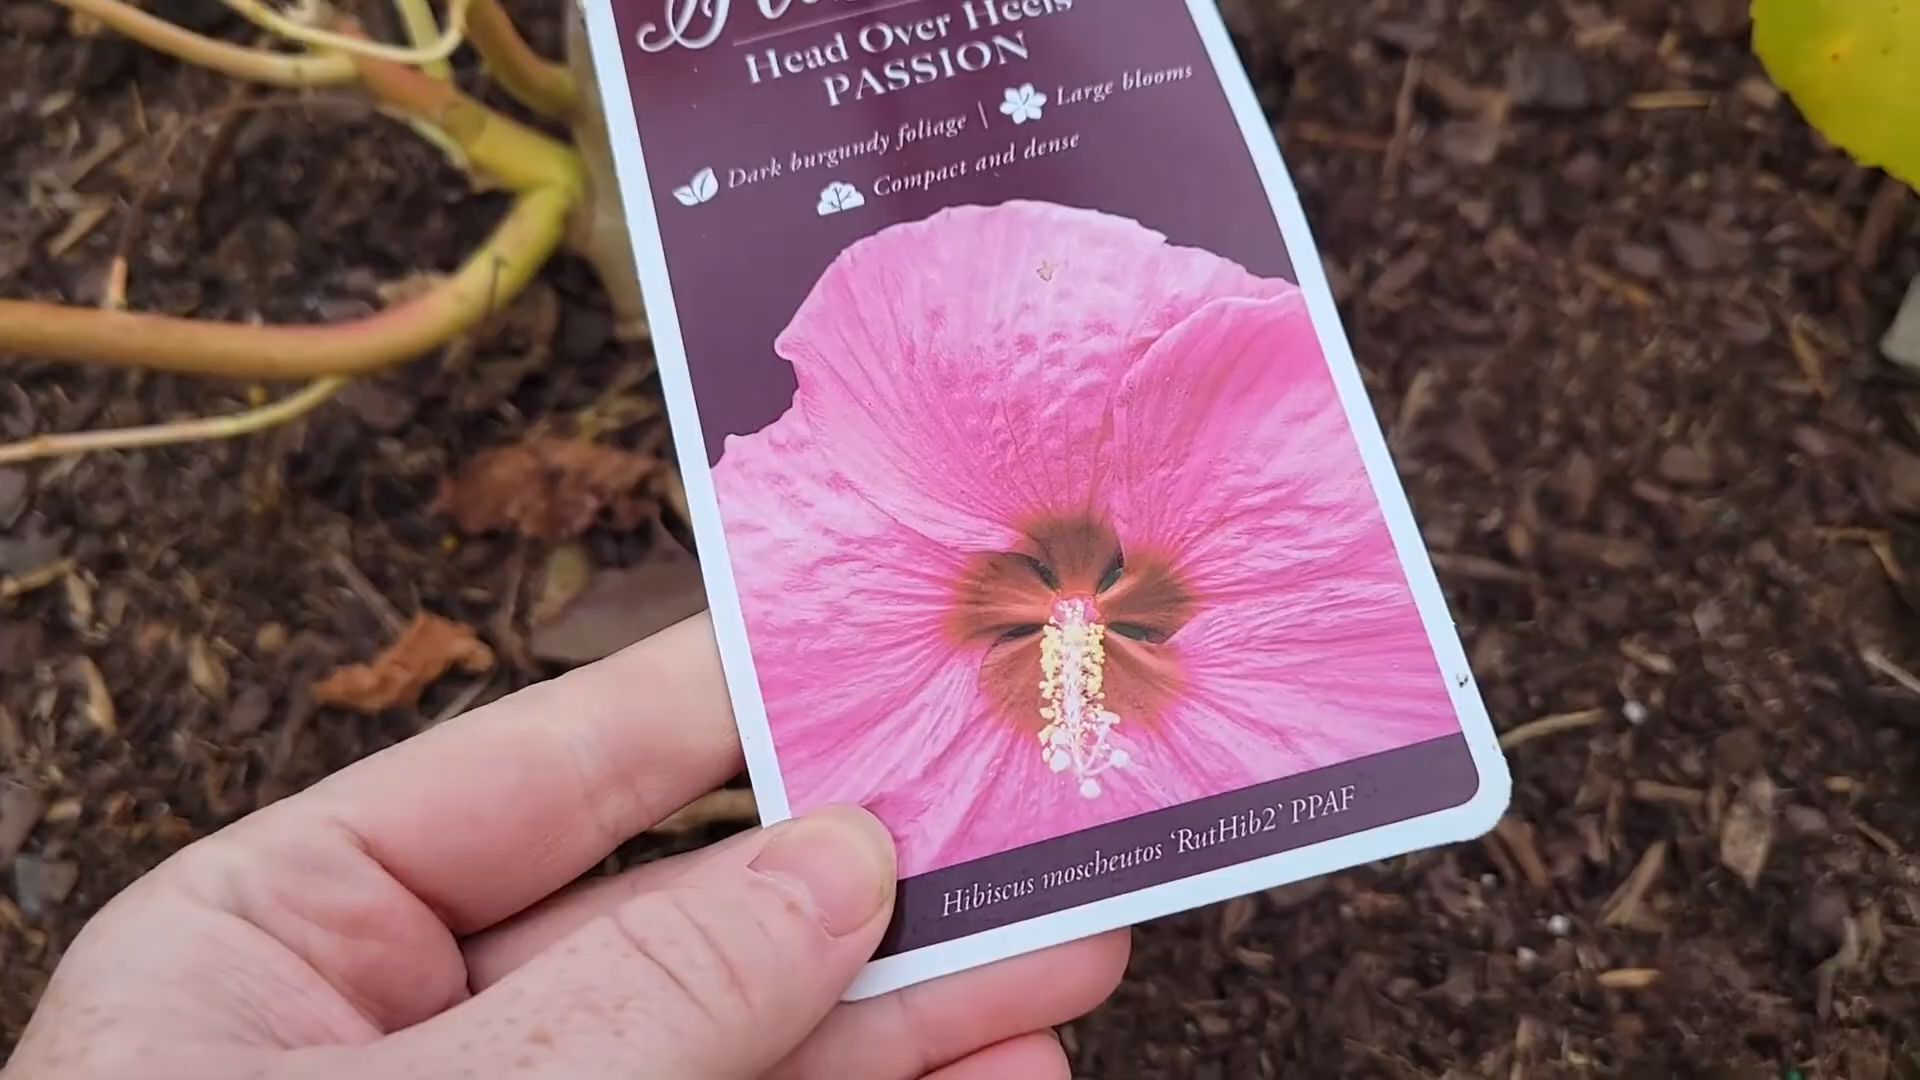 Head Over Heels
PASSION
Dark burgundy foliage | Large blooms
Compact and dense
Hibiscus moscheutos ‘RutHib2’ PPAF